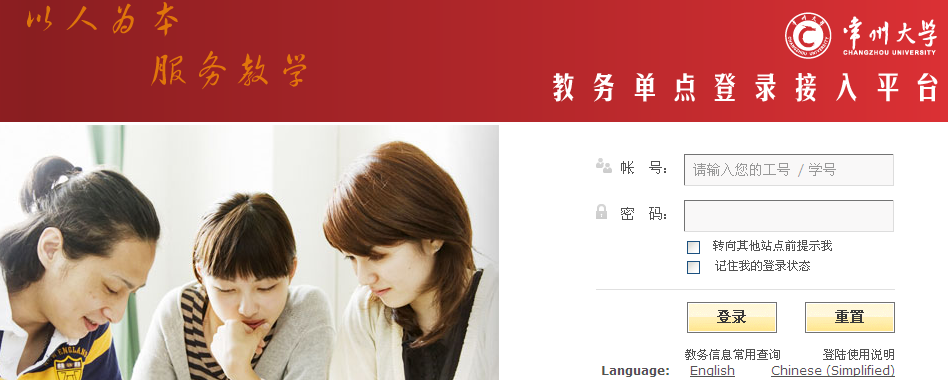 以人为本
服务教学
常州大学
CHANGZHOU UNIVERSITY
教务单点登录接入平台
帐 号：
请输入您的工号 / 学号
密 码：
转向其他站点前提示我
记住我的登录状态
登录
重置
教务信息常用查询 登陆使用说明
Language: English Chinese (Simplified)
ENGLAND